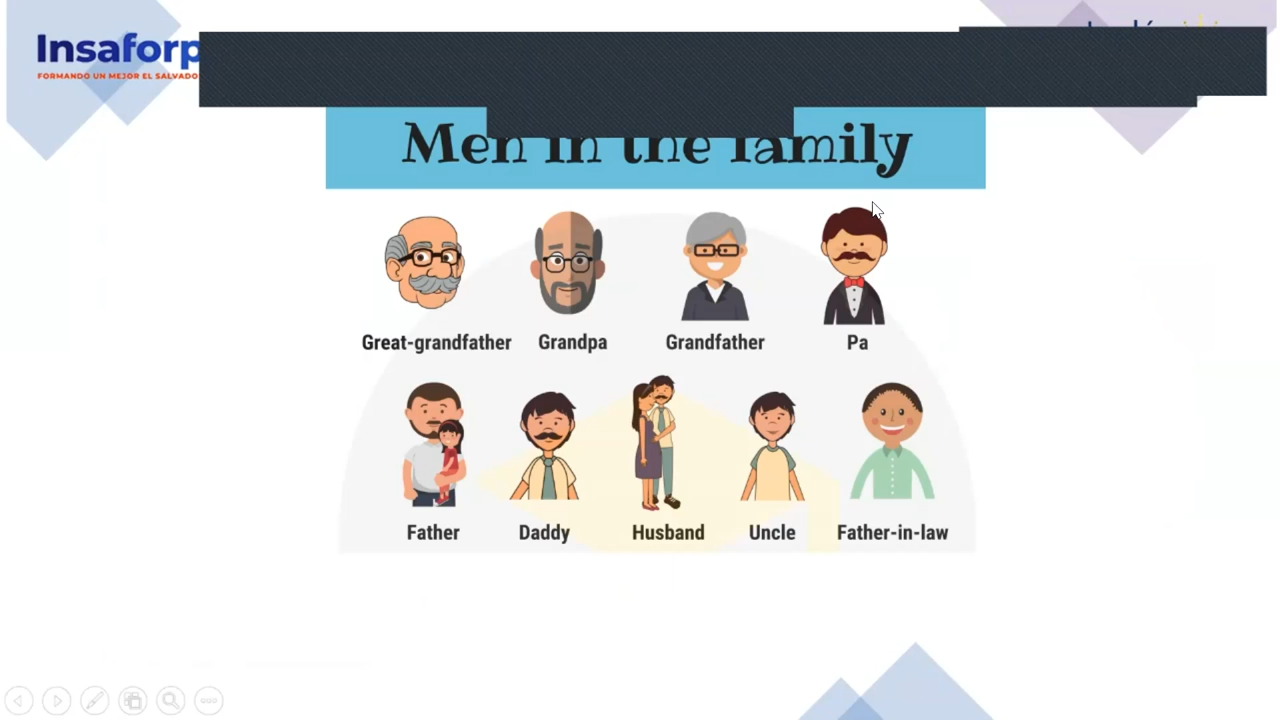 Insaforp
FORMANDO UN MEJOR EL SALVADO
Men in the family
Great-grandfather Grandpa Grandfather Pa
Father Daddy Husband Uncle Father-in-law